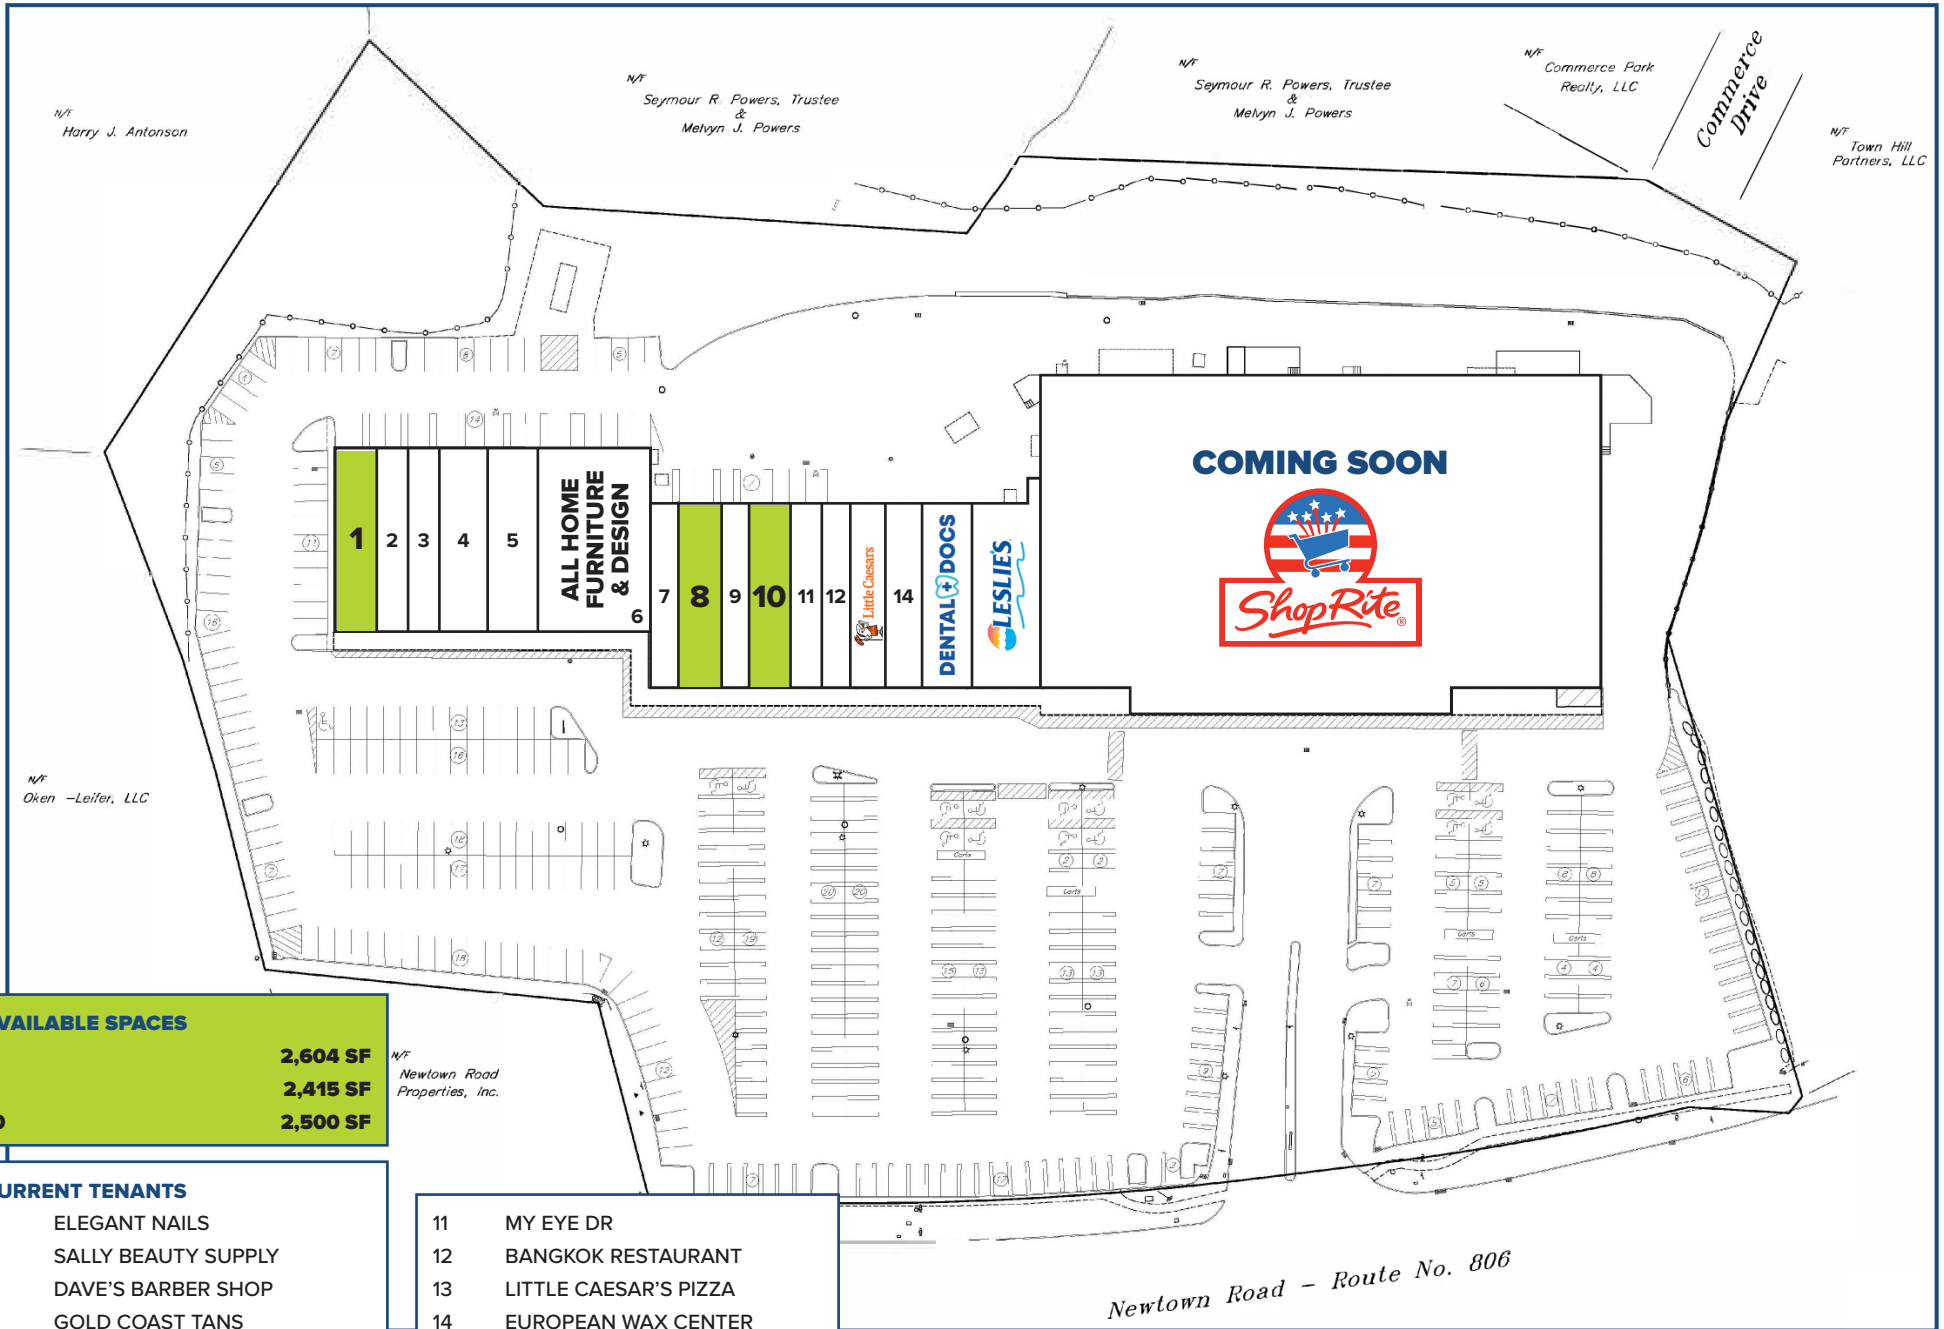 N/F
Harry J. Antonson
N/F
Seymour R. Powers, Trustee
&
Melvyn J. Powers
N/F
Seymour R. Powers, Trustee
&
Melvyn J. Powers
N/F
Commerce Park
Realty, LLC
Commerce
Drive
N/F
Town Hill
Partners, LLC
COMING SOON
ShopRite®
1
2
3
4
5
ALL HOME
FURNITURE
& DESIGN
6
7
8
9
10
11
12
Little Caesars
14
DENTAL DOCS
LESLIE'S
N/F
Oken -Leifer, LLC
Carts
Carts
Carts
Carts
VAILABLE SPACES
2,604 SF
2,415 SF
0 2,500 SF
N/F
Newtown Road
Properties, Inc.
URRENT TENANTS
ELEGANT NAILS
SALLY BEAUTY SUPPLY
DAVE'S BARBER SHOP
GOLD COAST TANS
11 MY EYE DR
12 BANGKOK RESTAURANT
13 LITTLE CAESAR'S PIZZA
14 EUROPEAN WAX CENTER
Newtown Road - Route No. 806